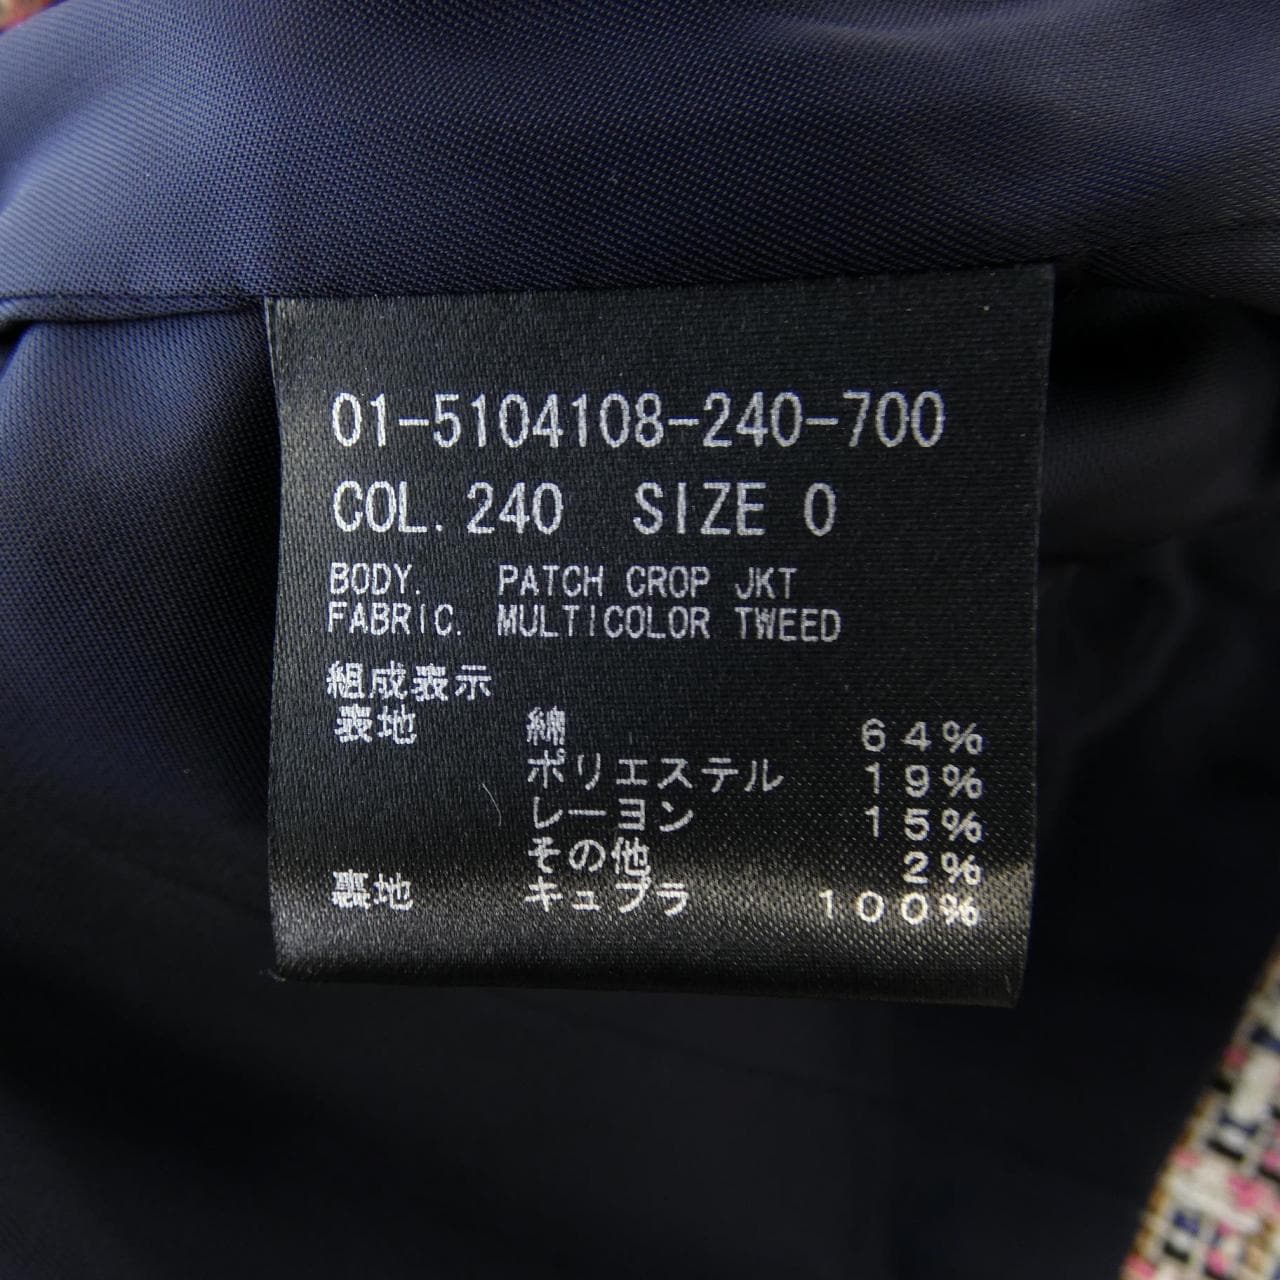 01-5104108-240-700
COL. 240 SIZE 0
BODY. PATCH CROP JKT
FABRIC. MULTICOLOR TWEED
組成表示
表地 綿 64%
ポリエステル 19%
レーヨン 15%
その他 2%
裏地 キュプラ 100%